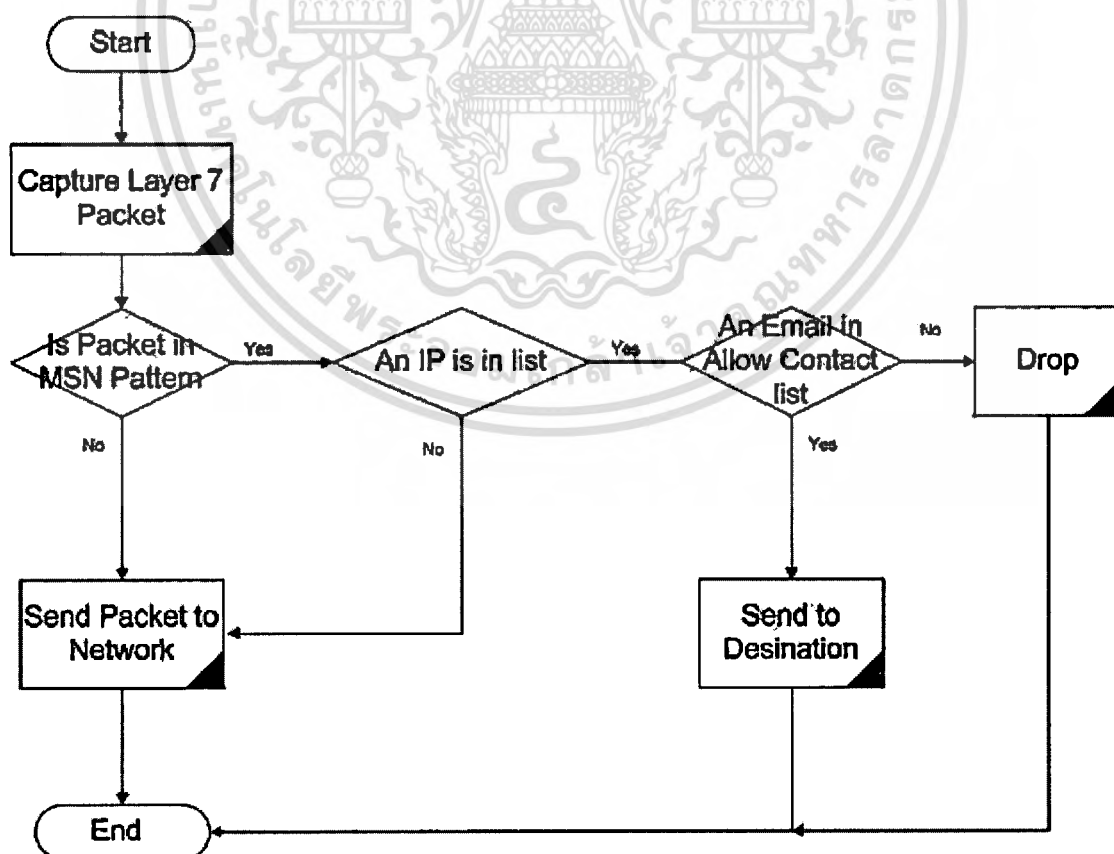 Start
Capture Layer 7
Packet
Is Packet in
MSN Pattern
Yes
An IP is in list
Yes
An Email in
Allow Contact
list
No
Drop
No
No
Yes
Send Packet to
Network
Send to
Desination
End